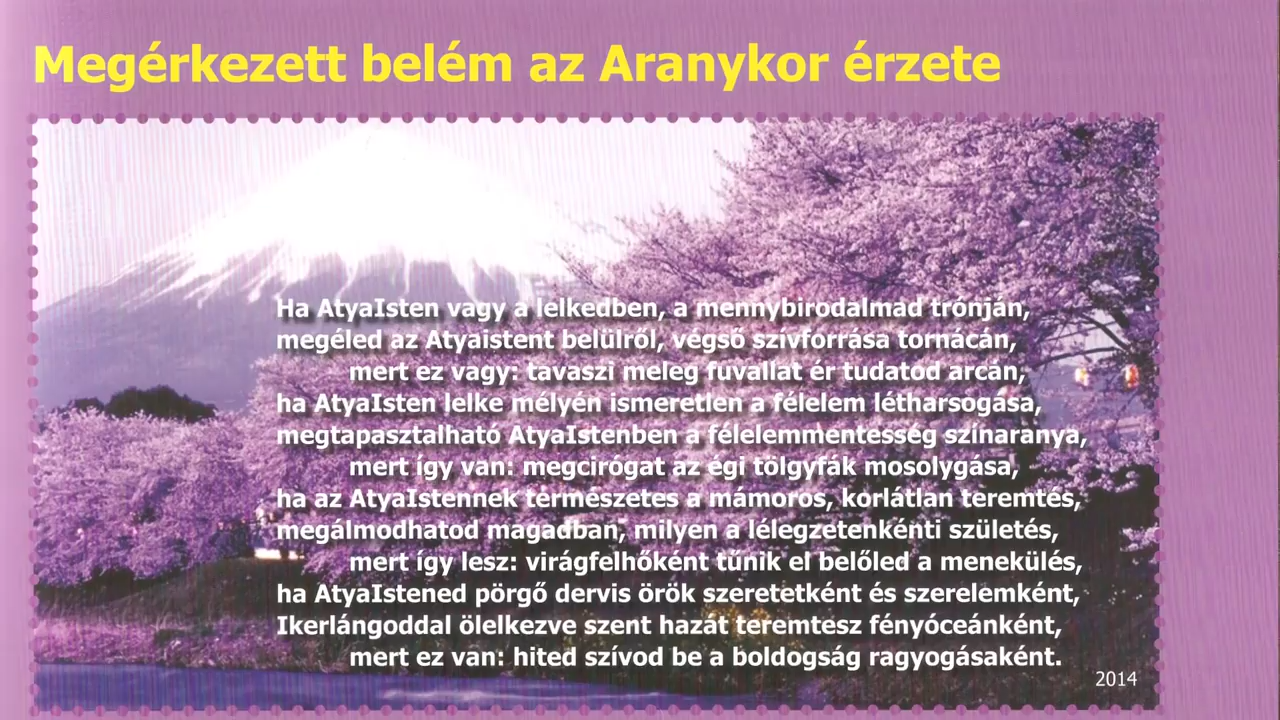 Megérkezett belém az Aranykor érzete
Ha AtyaIsten vagy a lelkedben, a mennybirodalmad trónján,
megéled az Atyaistent belülről, végső szívforrása tornácán,
mert ez vagy: tavaszi meleg fuvallat ér tudatod arcán,
ha AtyaIsten lelke mélyén ismeretlen a félelem létharsogása,
megtapasztalható AtyaIstenben a félelemmentesség színaranya,
mert így van: megcirógat az égi tölgyfák mosolygása,
ha az AtyaIstennek természetes a mámoros, korlátlan teremtés,
megálmodhatod magadban, milyen a lélegzetenkénti születés,
mert így lesz: virágfelhőként tűnik el belőled a menekülés,
ha AtyaIstened pörgő dervis örök szeretetként és szerelemként,
Ikerlángoddal ölelkezve szent hazát teremtesz fényóceánként,
mert ez van: hited szívod be a boldogság ragyogásaként.
2014